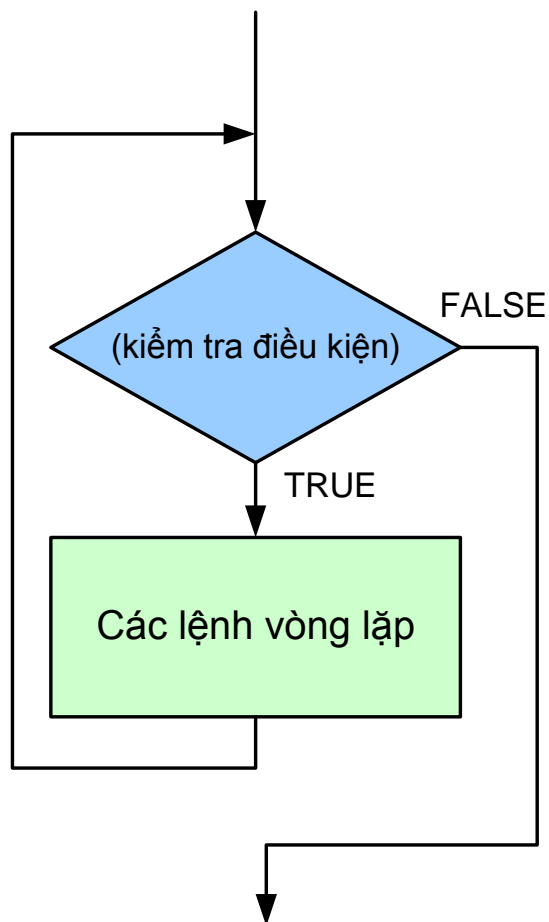 FALSE
(kiểm tra điều kiện)
TRUE
Các lệnh vòng lặp